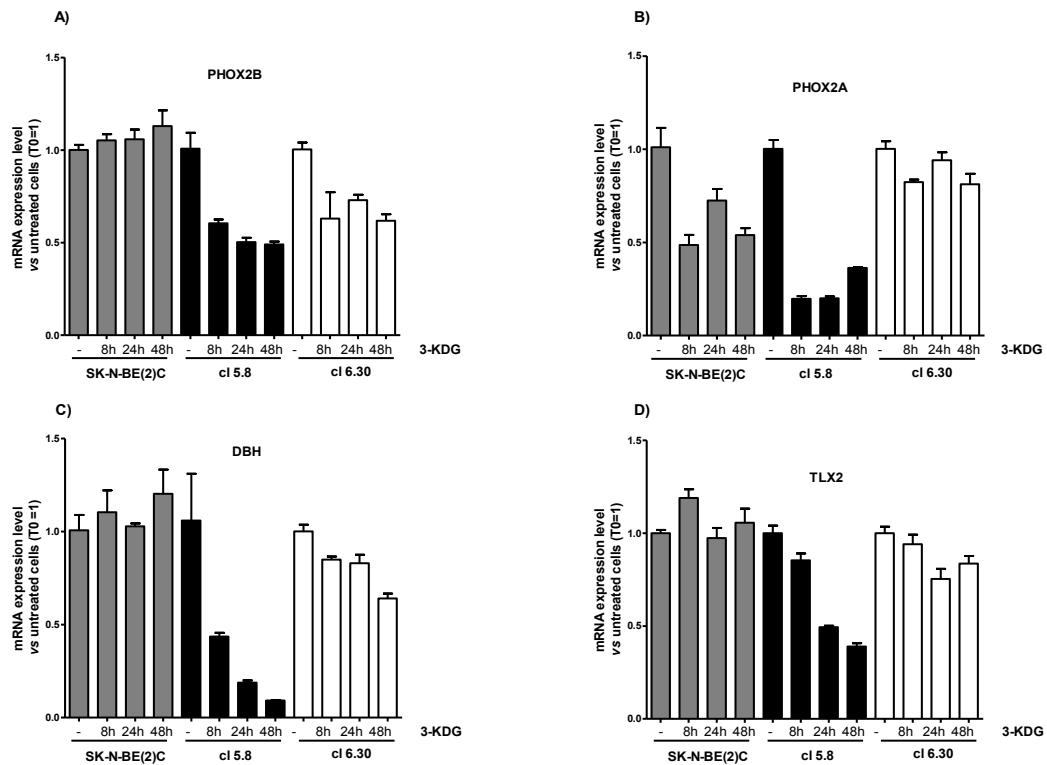 A)
PHOX2B
mRNA expression level
vs untreated cells (T0=1)
1.5
1.0
0.5
0.0
- 8h 24h 48h - 8h 24h 48h - 8h 24h 48h 3-KDG
SK-N-BE(2)C cl 5.8 cl 6.30
B)
PHOX2A
mRNA expression level
vs untreated cells (T0=1)
1.5
1.0
0.5
0.0
- 8h 24h 48h - 8h 24h 48h - 8h 24h 48h 3-KDG
SK-N-BE(2)C cl 5.8 cl 6.30
C)
DBH
mRNA expression level
vs untreated cells (T0=1)
1.5
1.0
0.5
0.0
- 8h 24h 48h - 8h 24h 48h - 8h 24h 48h 3-KDG
SK-N-BE(2)C cl 5.8 cl 6.30
D)
TLX2
mRNA expression level
vs untreated cells (T0=1)
1.5
1.0
0.5
0.0
- 8h 24h 48h - 8h 24h 48h - 8h 24h 48h 3-KDG
SK-N-BE(2)C cl 5.8 cl 6.30